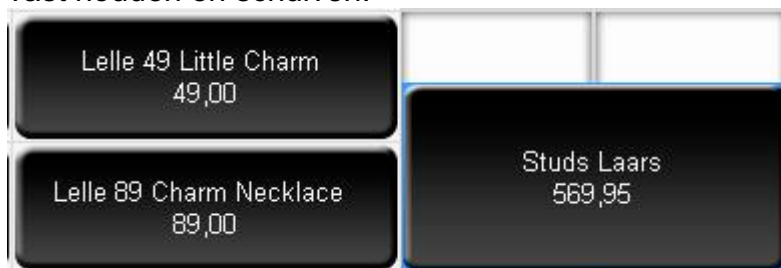 vast houden en schuiven.
Lelle 49 Little Charm
49,00
Lelle 89 Charm Necklace
89,00
Studs Laars
569,95